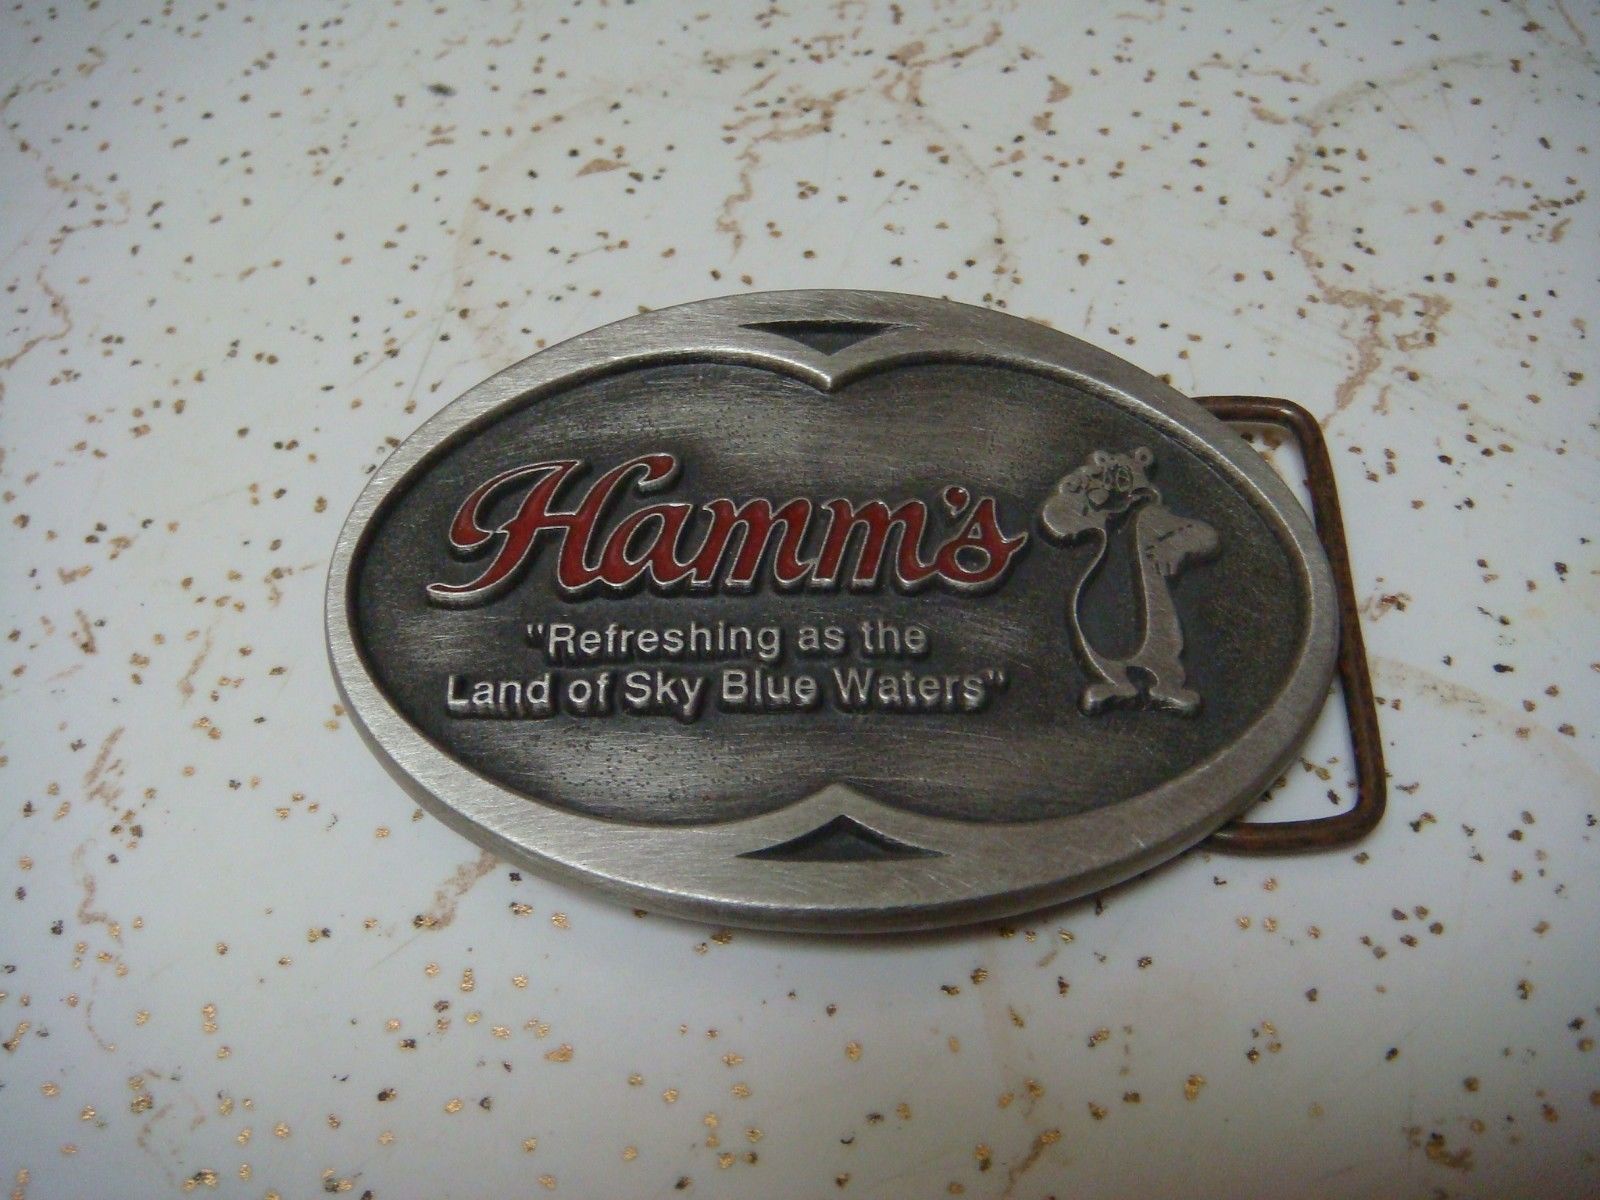 Hamm's
"Refreshing as the
Land of Sky Blue Waters"